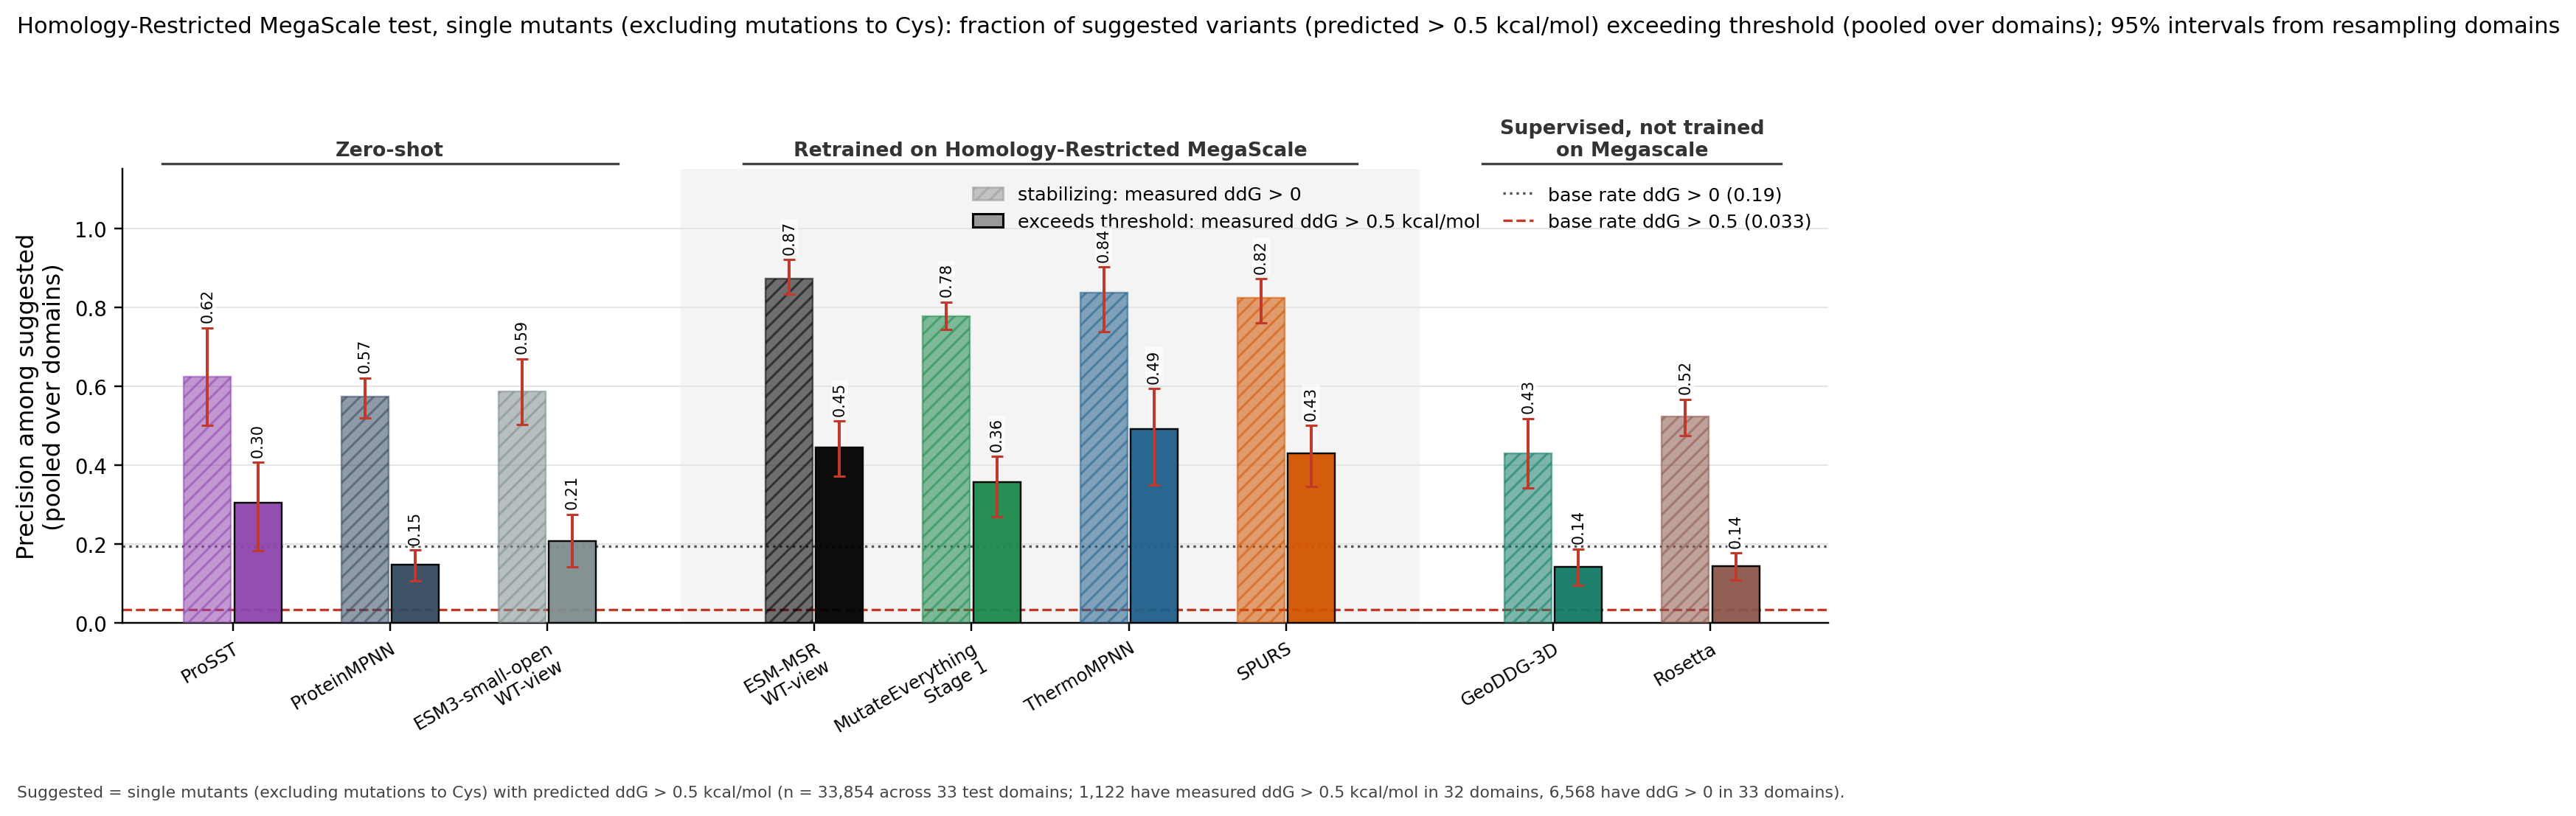 Homology-Restricted MegaScale test, single mutants (excluding mutations to Cys): fraction of suggested variants (predicted > 0.5 kcal/mol) exceeding threshold (pooled over domains); 95% intervals from resampling domains
Zero-shot
Retrained on Homology-Restricted MegaScale
Supervised, not trained
on Megascale
stabilizing: measured ddG > 0
exceeds threshold: measured ddG > 0.5 kcal/mol
base rate ddG > 0 (0.19)
base rate ddG > 0.5 (0.033)
Precision among suggested
(pooled over domains)
1.0
0.8
0.6
0.4
0.2
0.0
0.62
0.30
0.57
0.15
0.59
0.21
0.87
0.45
0.78
0.36
0.84
0.49
0.82
0.43
0.43
0.14
0.52
0.14
ProSST
ProteinMPNN
ESM3-small-open
WT-view
ESM-MSR
WT-view
MutateEverything
Stage 1
ThermoMPNN
SPURS
GeoDDG-3D
Rosetta
Suggested = single mutants (excluding mutations to Cys) with predicted ddG > 0.5 kcal/mol (n = 33,854 across 33 test domains; 1,122 have measured ddG > 0.5 kcal/mol in 32 domains, 6,568 have ddG > 0 in 33 domains).